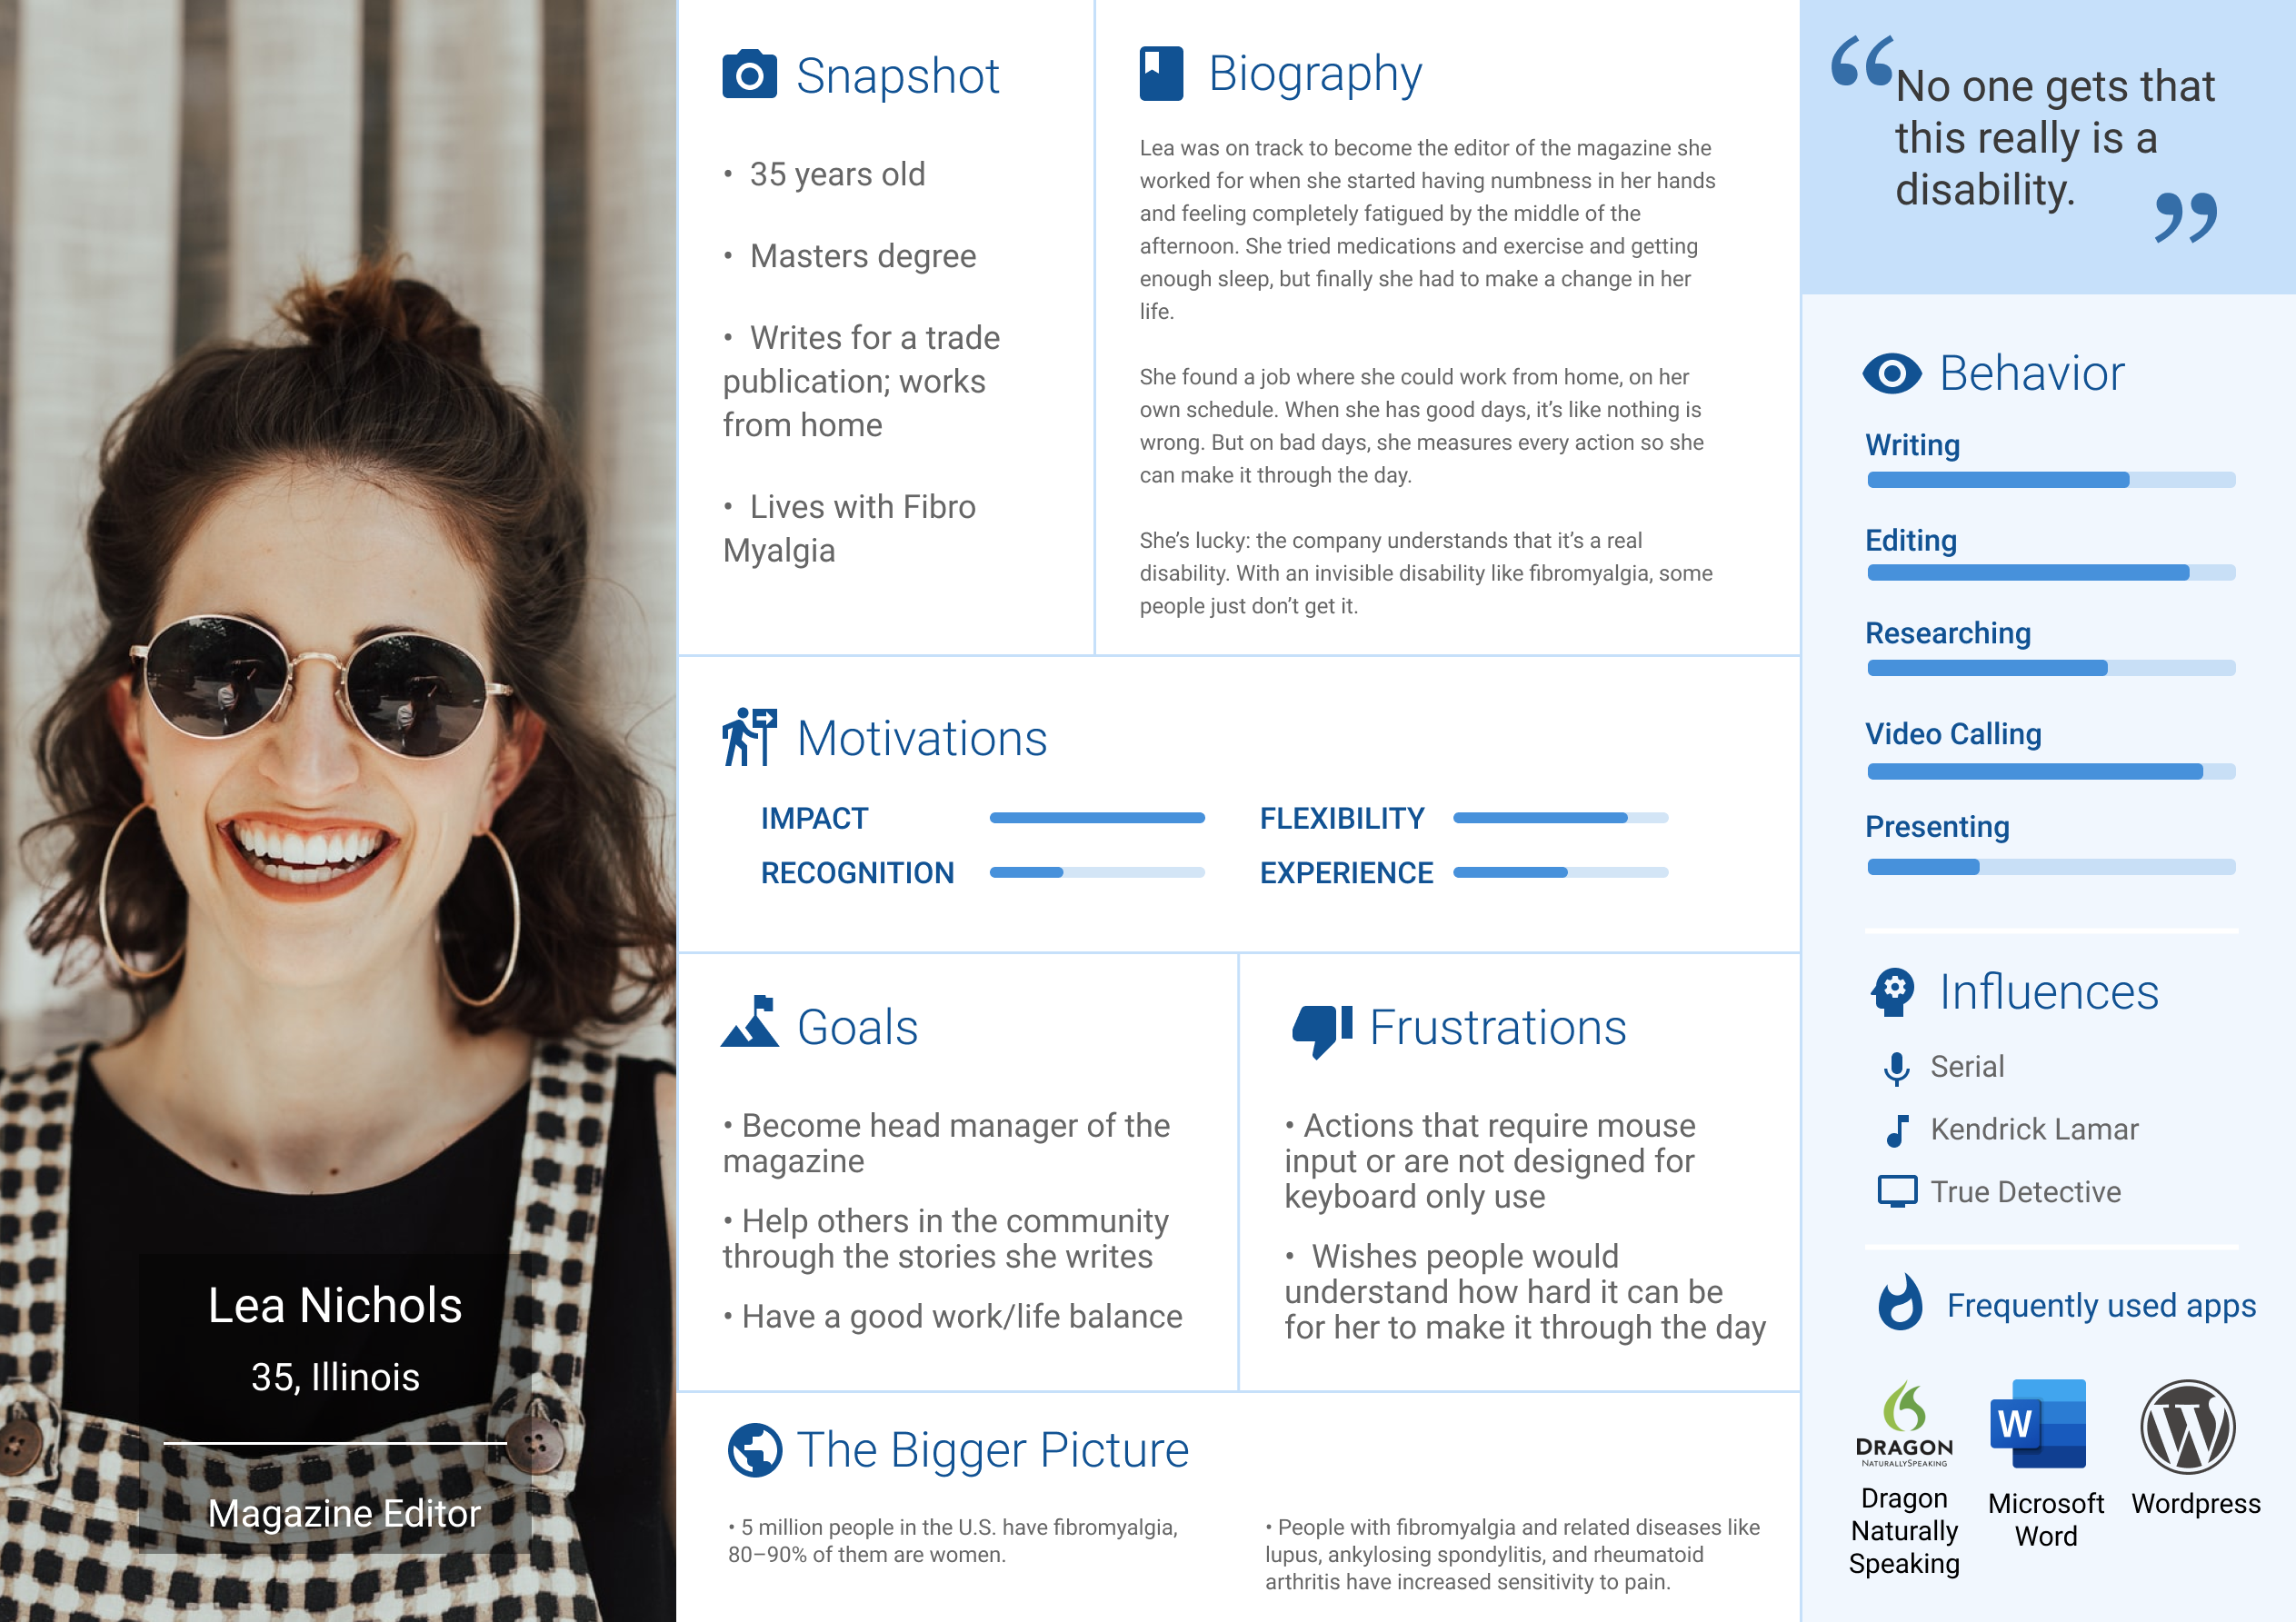 Lea Nichols
35, Illinois
Magazine Editor
Snapshot
• 35 years old
• Masters degree
• Writes for a trade
publication; works
from home
• Lives with Fibro
Myalgia
Biography
Lea was on track to become the editor of the magazine she
worked for when she started having numbness in her hands
and feeling completely fatigued by the middle of the
afternoon. She tried medications and exercise and getting
enough sleep, but finally she had to make a change in her
life.
She found a job where she could work from home, on her
own schedule. When she has good days, it’s like nothing is
wrong. But on bad days, she measures every action so she
can make it through the day.
She’s lucky: the company understands that it’s a real
disability. With an invisible disability like fibromyalgia, some
people just don’t get it.
Motivations
IMPACT
FLEXIBILITY
RECOGNITION
EXPERIENCE
Goals
• Become head manager of the
magazine
• Help others in the community
through the stories she writes
• Have a good work/life balance
Frustrations
• Actions that require mouse
input or are not designed for
keyboard only use
• Wishes people would
understand how hard it can be
for her to make it through the day
The Bigger Picture
• 5 million people in the U.S. have fibromyalgia,
80–90% of them are women.
• People with fibromyalgia and related diseases like
lupus, ankylosing spondylitis, and rheumatoid
arthritis have increased sensitivity to pain.
“No one gets that
this really is a
disability.”
Behavior
Writing
Editing
Researching
Video Calling
Presenting
Influences
Serial
Kendrick Lamar
True Detective
Frequently used apps
DRAGON
NATURALLYSPEAKING
Dragon
Naturally
Speaking
W
Microsoft
Word
W
Wordpress